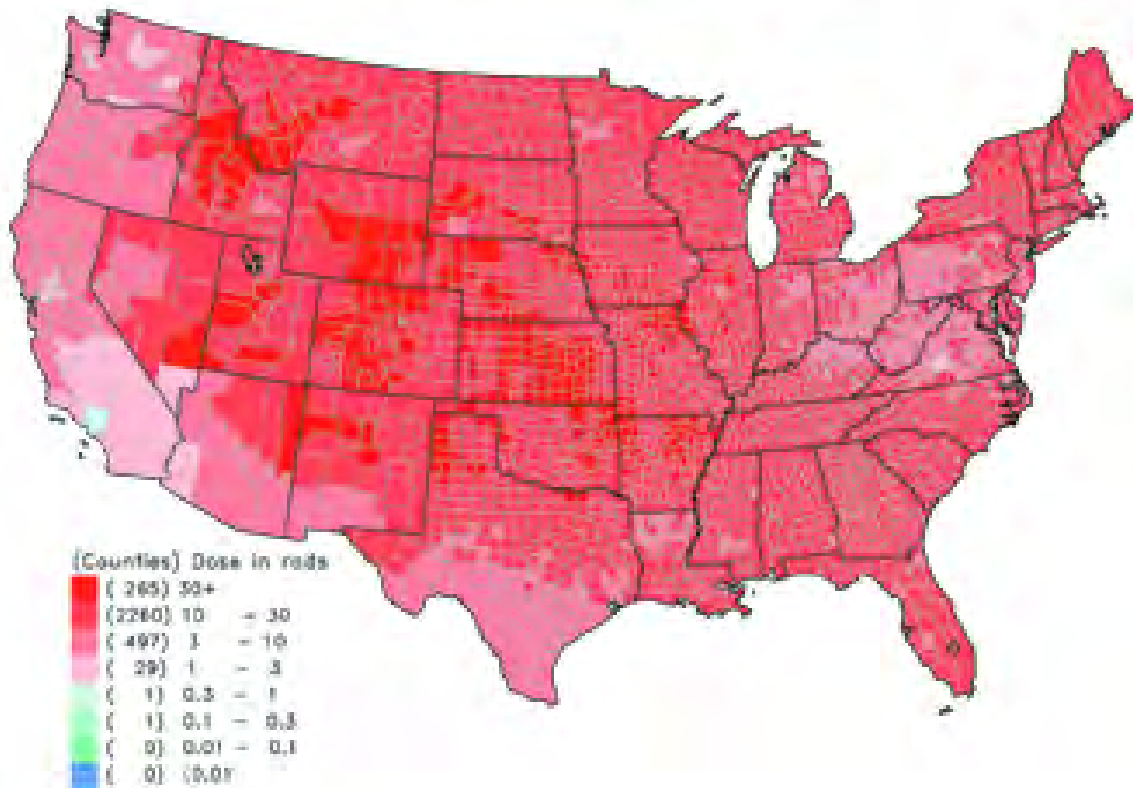 (Counties) Dose in rads
( 265) 30+
(2260) 10 - 30
( 497) 3 - 10
( 29) 1 - 3
( 1) 0.3 - 1
( 1) 0.1 - 0.3
( 0) 0.01 - 0.1
( 0) <0.01